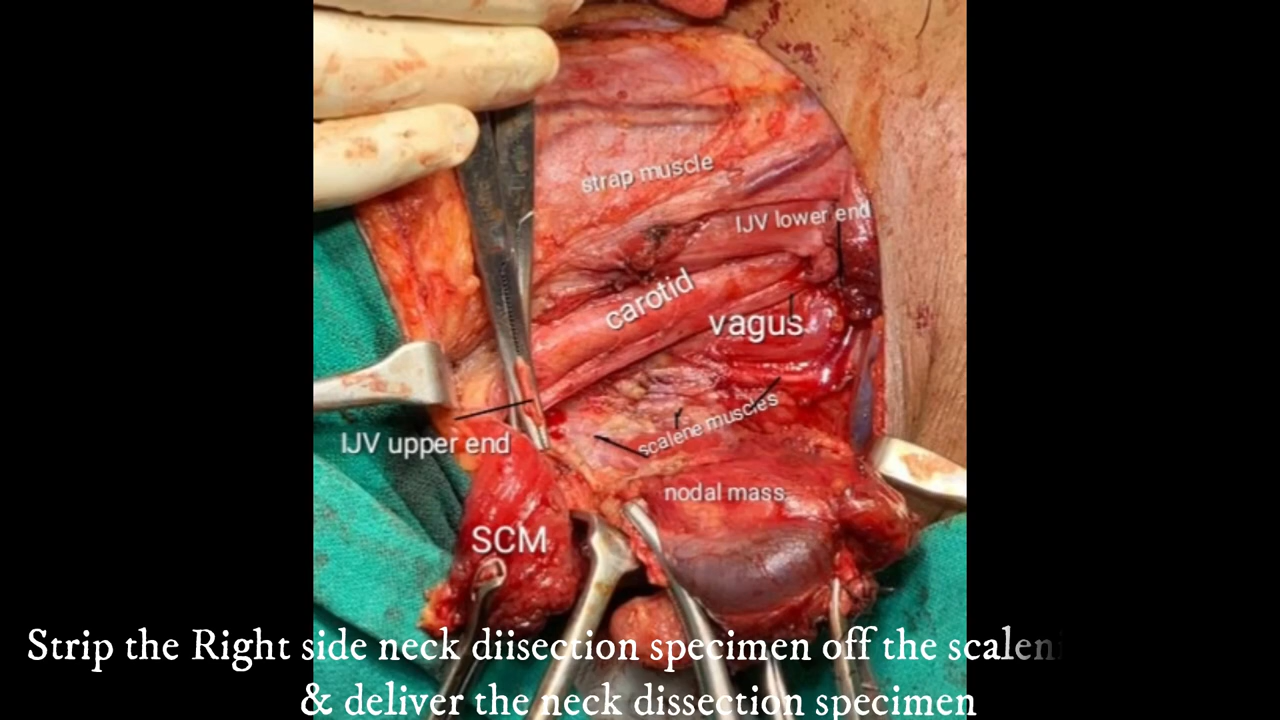 strap muscle
IJV lower end
carotid
vagus
scalene muscles
IJV upper end
nodal mass
SCM
Strip the Right side neck diisection specimen off the scalen
& deliver the neck dissection specimen